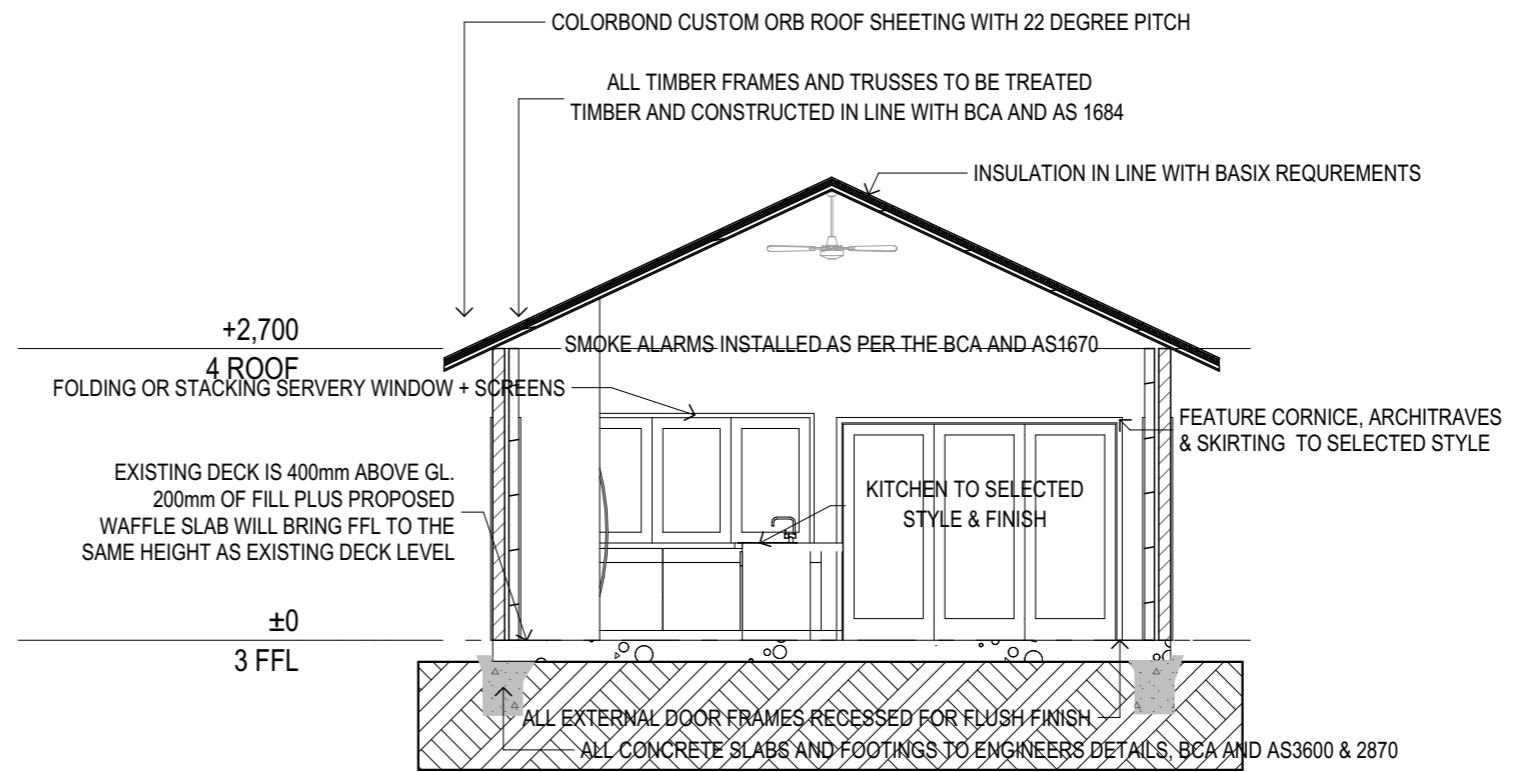 COLORBOND CUSTOM ORB ROOF SHEETING WITH 22 DEGREE PITCH
ALL TIMBER FRAMES AND TRUSSES TO BE TREATED
TIMBER AND CONSTRUCTED IN LINE WITH BCA AND AS 1684
INSULATION IN LINE WITH BASIX REQUREMENTS
+2,700
4 ROOF
SMOKE ALARMS INSTALLED AS PER THE BCA AND AS1670
FOLDING OR STACKING SERVERY WINDOW + SCREENS
FEATURE CORNICE, ARCHITRAVES
& SKIRTING TO SELECTED STYLE
EXISTING DECK IS 400mm ABOVE GL.
200mm OF FILL PLUS PROPOSED
WAFFLE SLAB WILL BRING FFL TO THE
SAME HEIGHT AS EXISTING DECK LEVEL
KITCHEN TO SELECTED
STYLE & FINISH
±0
3 FFL
ALL EXTERNAL DOOR FRAMES RECESSED FOR FLUSH FINISH
ALL CONCRETE SLABS AND FOOTINGS TO ENGINEERS DETAILS, BCA AND AS3600 & 2870